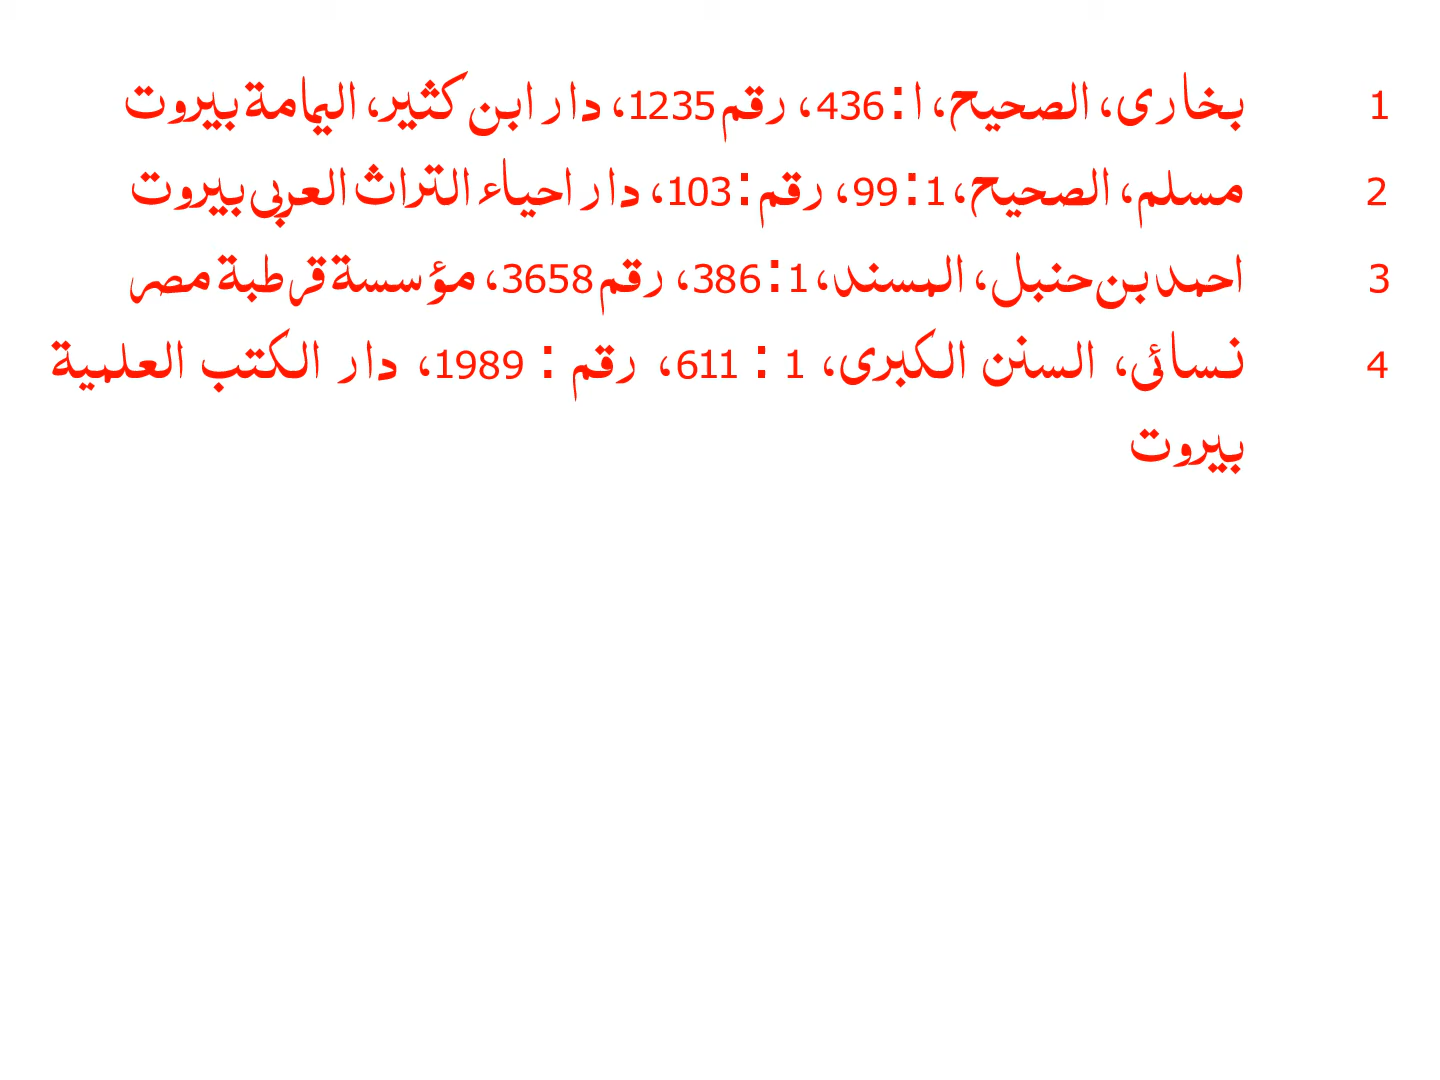 1 بخاری، الصحیح، ا: 436، رقم 1235، دار ابن کثیر، الیمامة بیروت
2 مسلم، الصحیح، 1: 99، رقم: 103، دار احیاء التراث العربی بیروت
3 احمد بن حنبل، المسند، 1: 386، رقم 3658، مؤسسة قرطبة مصر
4 نسائی، السنن الکبری، 1 : 611، رقم : 1989، دار الکتب العلمیة
بیروت